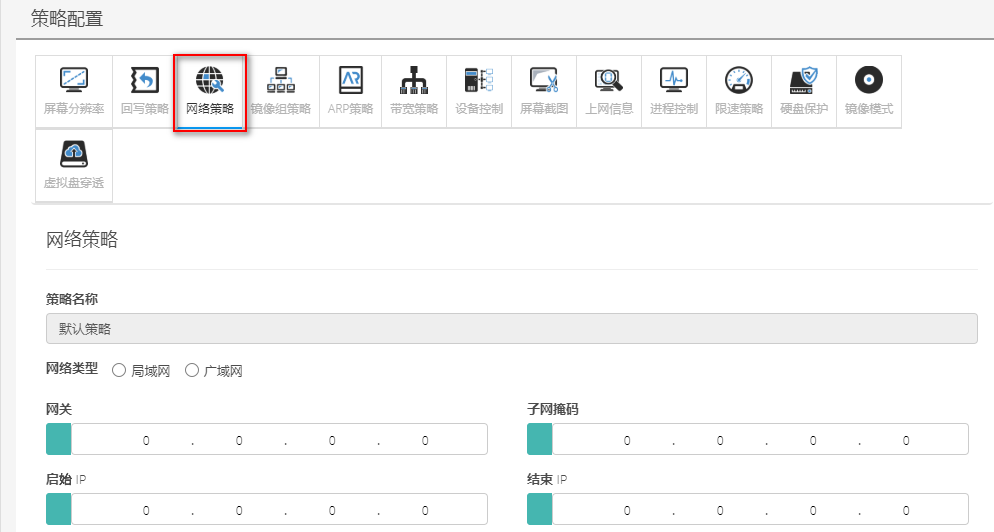 策略配置
屏幕分辨率 回写策略 网络策略 镜像组策略 ARP策略 带宽策略 设备控制 屏幕截图 上网信息 进程控制 限速策略 硬盘保护 镜像模式
虚拟盘穿透
网络策略
策略名称
默认策略
网络类型 局域网 广域网
网关 子网掩码
0 . 0 . 0 . 0 0 . 0 . 0 . 0
启始 IP 结束 IP
0 . 0 . 0 . 0 0 . 0 . 0 . 0